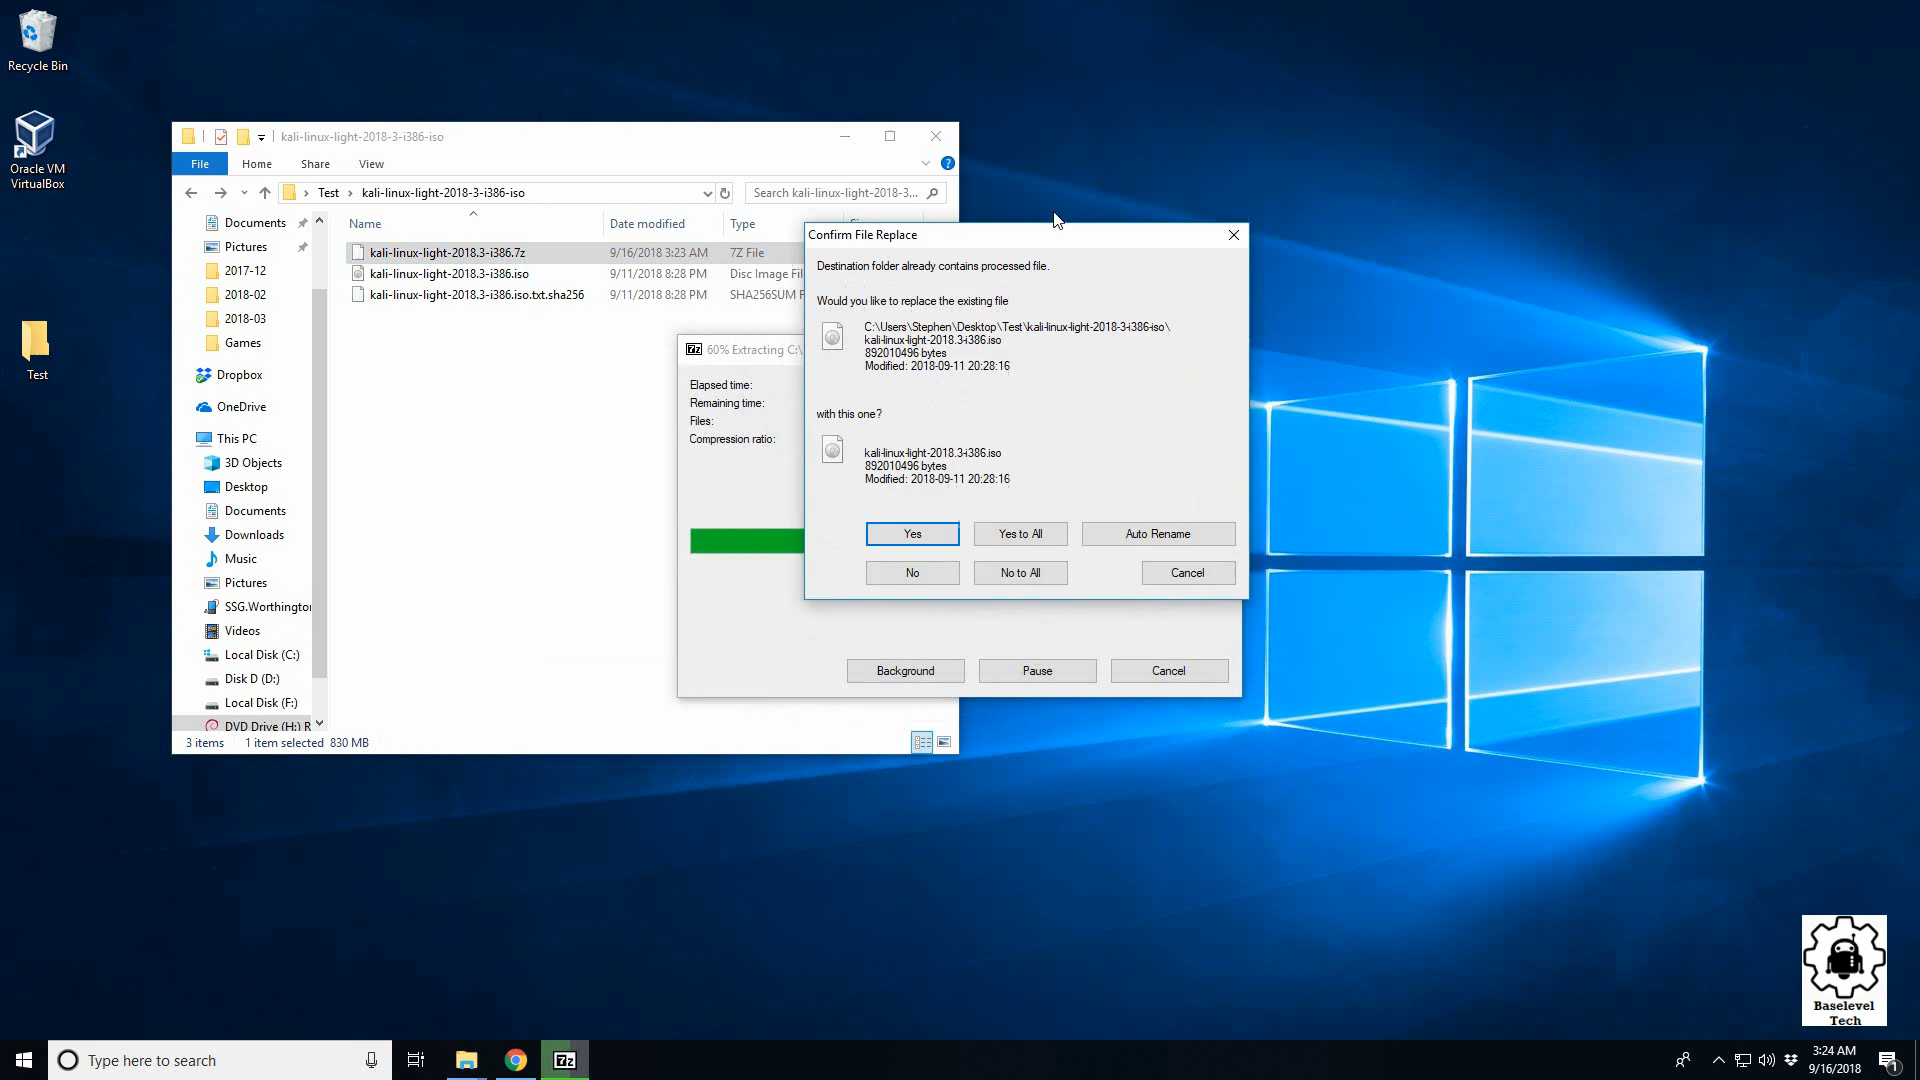 Recycle Bin
Oracle VM
VirtualBox
Test
kali-linux-light-2018-3-i386-iso
File
Home
Share
View
Test
kali-linux-light-2018-3-i386-iso
Search kali-linux-light-2018-3...
Name
Date modified
Type
kali-linux-light-2018.3-i386.7z 9/16/2018 3:23 AM 7Z File
kali-linux-light-2018.3-i386.iso 9/11/2018 8:28 PM Disc Image Fil
kali-linux-light-2018.3-i386.iso.txt.sha256 9/11/2018 8:28 PM SHA256SUM F
Documents
Pictures
2017-12
2018-02
2018-03
Games
Dropbox
OneDrive
This PC
3D Objects
Desktop
Documents
Downloads
Music
Pictures
SSG.Worthington
Videos
Local Disk (C:)
Disk D (D:)
Local Disk (F:)
DVD Drive (H:) R
3 items 1 item selected 830 MB
7z 60% Extracting C:\
Elapsed time:
Remaining time:
Files:
Compression ratio:
Background
Pause
Cancel
Confirm File Replace
Destination folder already contains processed file.
Would you like to replace the existing file
C:\Users\Stephen\Desktop\Test\kali-linux-light-2018-3-i386-iso\
kali-linux-light-2018.3-i386.iso
892010496 bytes
Modified: 2018-09-11 20:28:16
with this one?
kali-linux-light-2018.3-i386.iso
892010496 bytes
Modified: 2018-09-11 20:28:16
Yes
Yes to All
Auto Rename
No
No to All
Cancel
Baselevel
Tech
Type here to search
7z
3:24 AM
9/16/2018
1